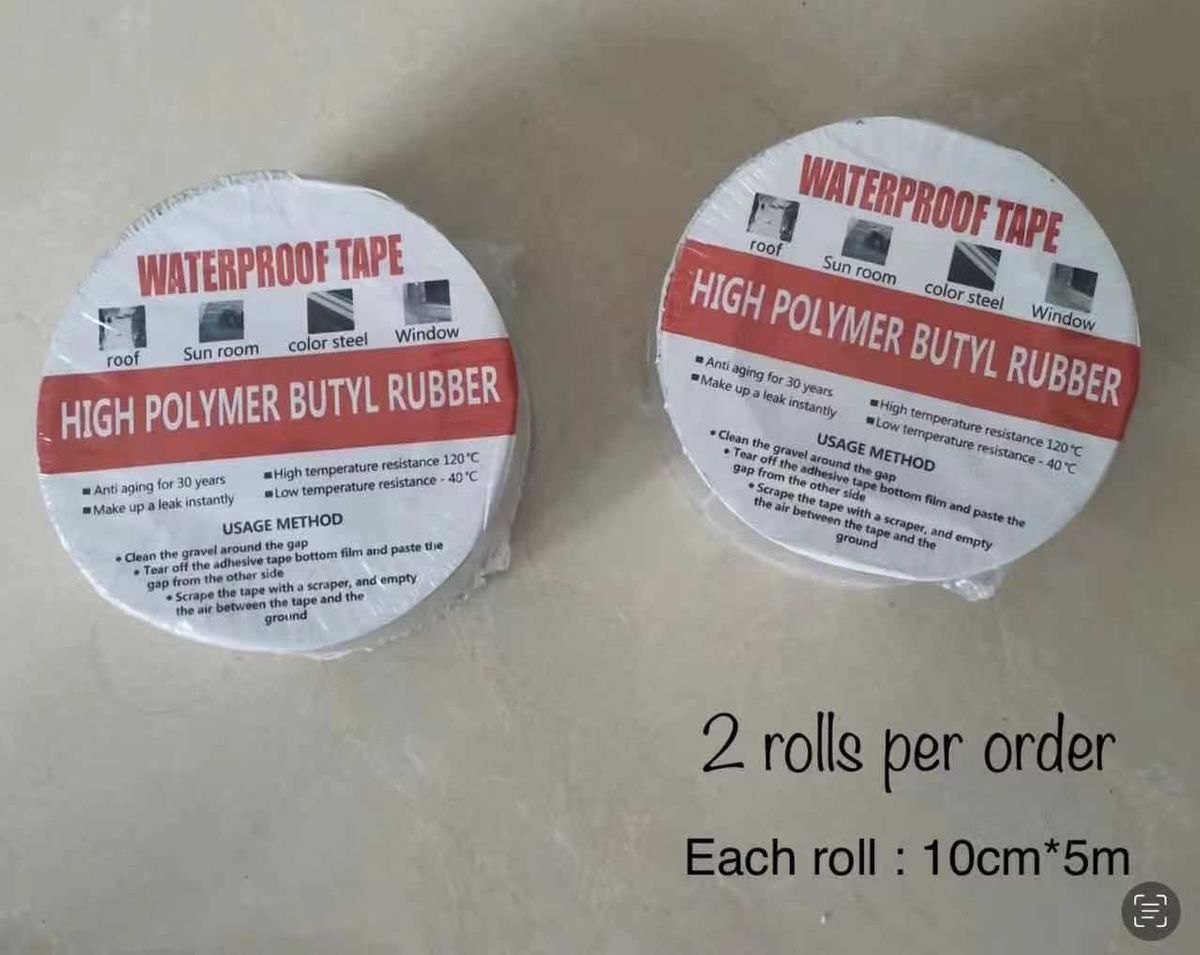 WATERPROOF TAPE
roof
Sun room
color steel
Window
HIGH POLYMER BUTYL RUBBER
▪Anti aging for 30 years
▪High temperature resistance 120℃
▪Make up a leak instantly
▪Low temperature resistance - 40℃
USAGE METHOD
• Clean the gravel around the gap
• Tear off the adhesive tape bottom film and paste the
gap from the other side
• Scrape the tape with a scraper, and empty
the air between the tape and the
ground
WATERPROOF TAPE
roof
Sun room
color steel
Window
HIGH POLYMER BUTYL RUBBER
▪Anti aging for 30 years
▪High temperature resistance 120℃
▪Make up a leak instantly
▪Low temperature resistance - 40℃
USAGE METHOD
• Clean the gravel around the gap
• Tear off the adhesive tape bottom film and paste the
gap from the other side
• Scrape the tape with a scraper, and empty
the air between the tape and the
ground
2 rolls per order
Each roll : 10cm*5m